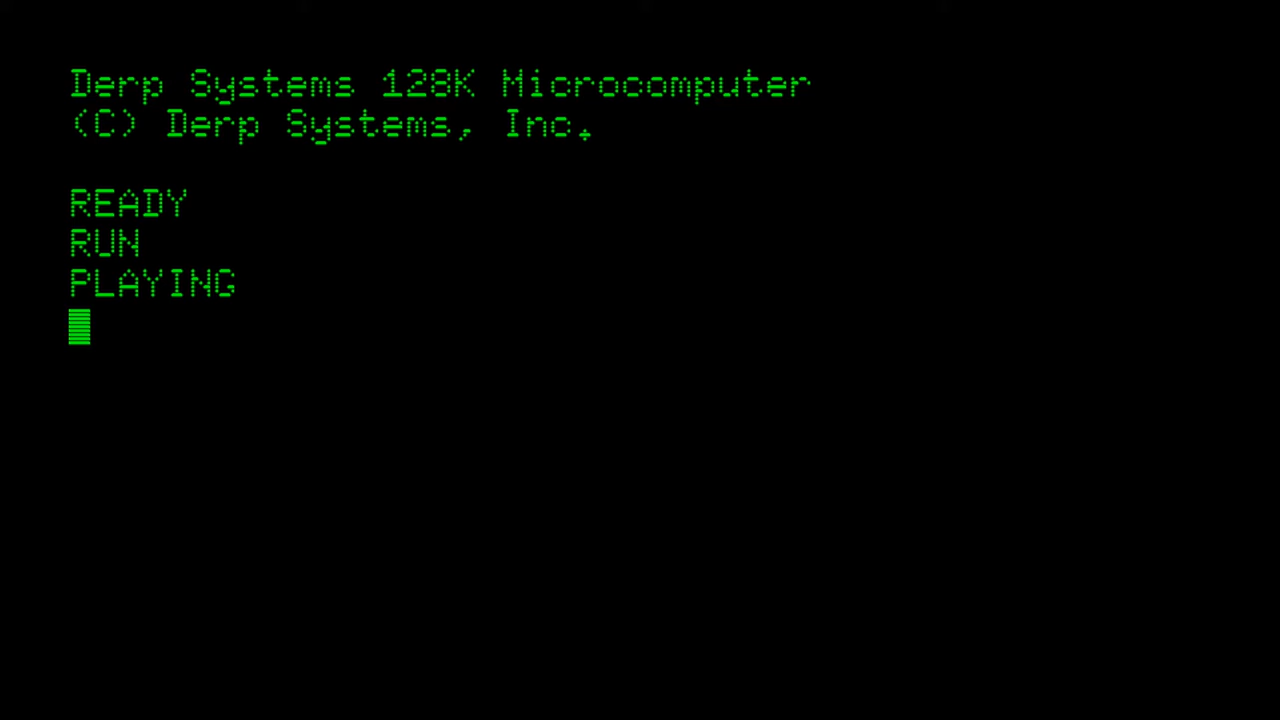 Derp Systems 128K Microcomputer
(C) Derp Systems, Inc.
READY
RUN
PLAYING